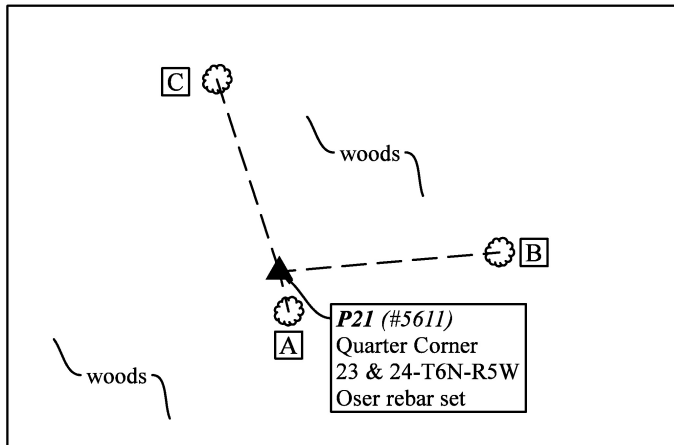 C
woods
B
P21 (#5611)
Quarter Corner
23 & 24-T6N-R5W
Oser rebar set
A
woods